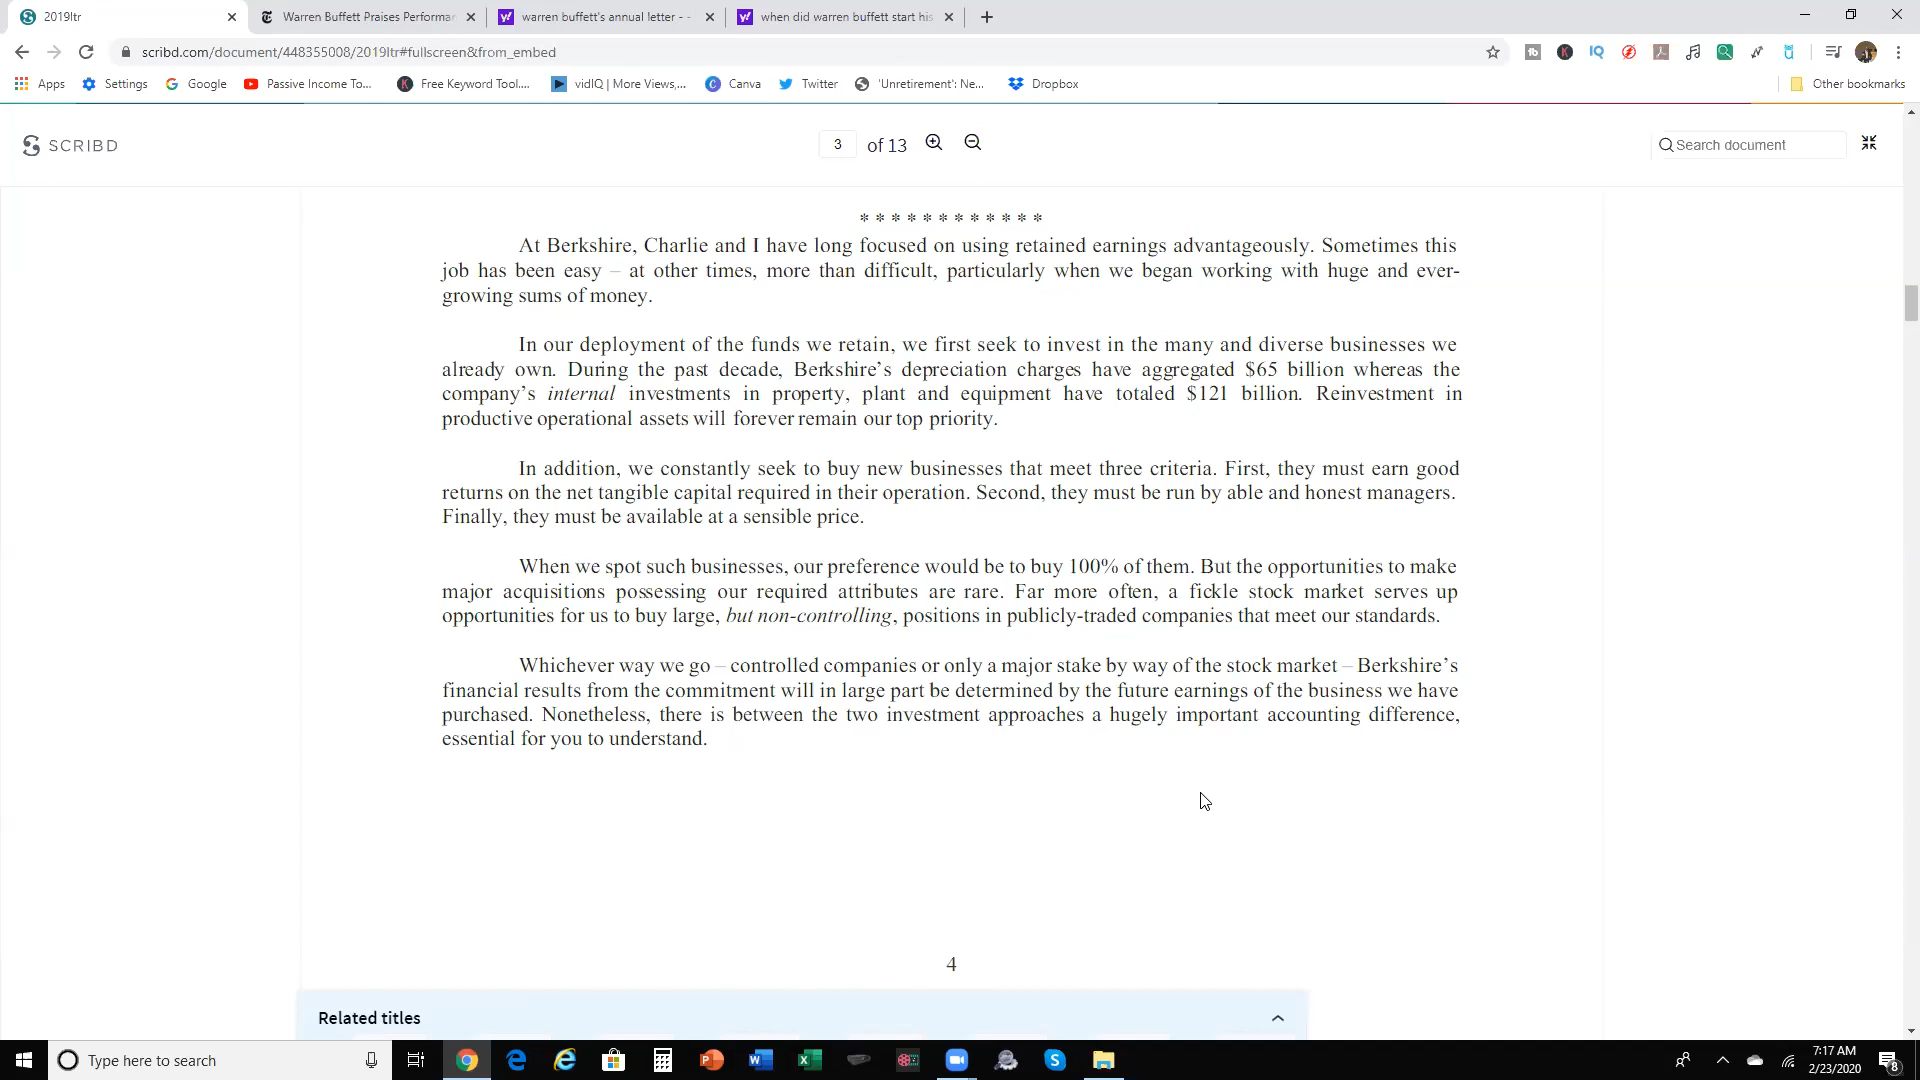 2019ltr
Warren Buffett Praises Performa
warren buffett's annual letter - -
when did warren buffett start his
scribd.com/document/448355008/2019ltr#fullscreen&from_embed
Apps
Settings
Google
Passive Income To...
Free Keyword Tool....
vidIQ | More Views,...
Canva
Twitter
'Unretirement': Ne...
Dropbox
Other bookmarks
SCRIBD
3 of 13
Search document
* * * * * * * * * * * *
At Berkshire, Charlie and I have long focused on using retained earnings advantageously. Sometimes this
job has been easy – at other times, more than difficult, particularly when we began working with huge and ever-
growing sums of money.
In our deployment of the funds we retain, we first seek to invest in the many and diverse businesses we
already own. During the past decade, Berkshire's depreciation charges have aggregated $65 billion whereas the
company's internal investments in property, plant and equipment have totaled $121 billion. Reinvestment in
productive operational assets will forever remain our top priority.
In addition, we constantly seek to buy new businesses that meet three criteria. First, they must earn good
returns on the net tangible capital required in their operation. Second, they must be run by able and honest managers.
Finally, they must be available at a sensible price.
When we spot such businesses, our preference would be to buy 100% of them. But the opportunities to make
major acquisitions possessing our required attributes are rare. Far more often, a fickle stock market serves up
opportunities for us to buy large, but non-controlling, positions in publicly-traded companies that meet our standards.
Whichever way we go – controlled companies or only a major stake by way of the stock market – Berkshire's
financial results from the commitment will in large part be determined by the future earnings of the business we have
purchased. Nonetheless, there is between the two investment approaches a hugely important accounting difference,
essential for you to understand.
4
Related titles
Type here to search
7:17 AM
2/23/2020
8